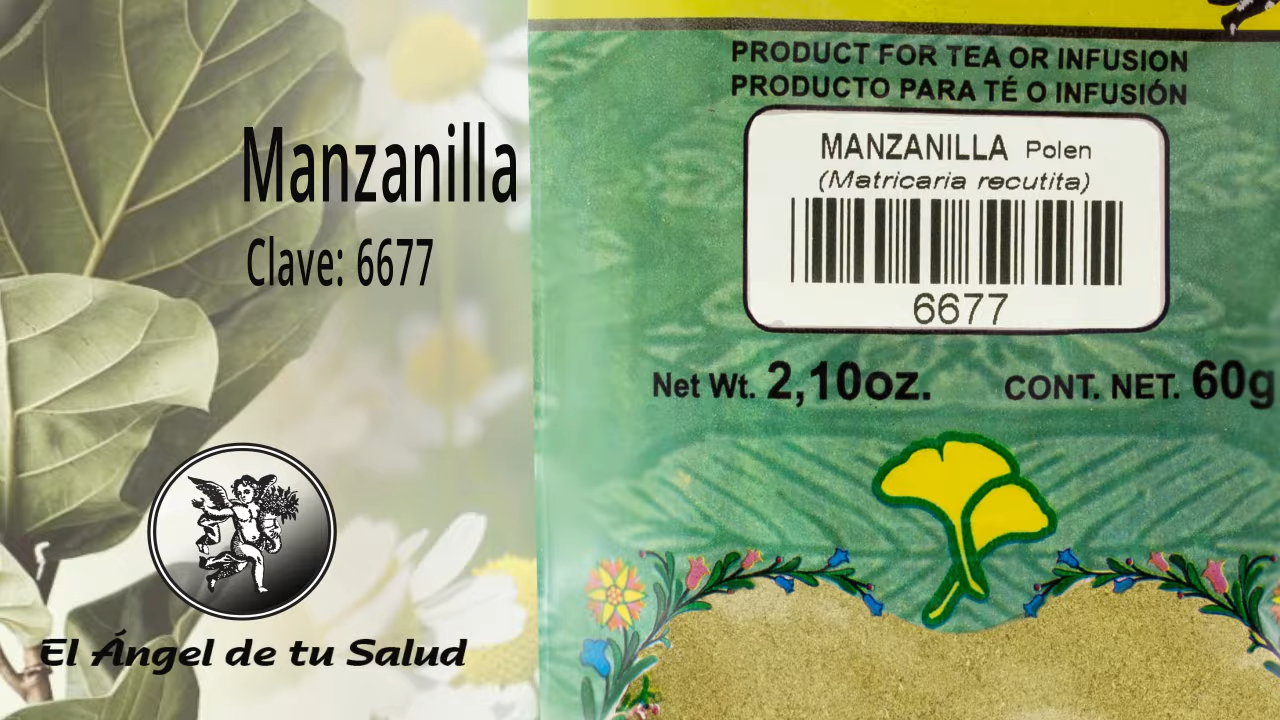 Manzanilla
Clave: 6677
El Ángel de tu Salud
PRODUCT FOR TEA OR INFUSION
PRODUCTO PARA TÉ O INFUSIÓN
MANZANILLA Polen
(Matricaria recutita)
6677
Net Wt. 2,10oz. CONT. NET. 60g